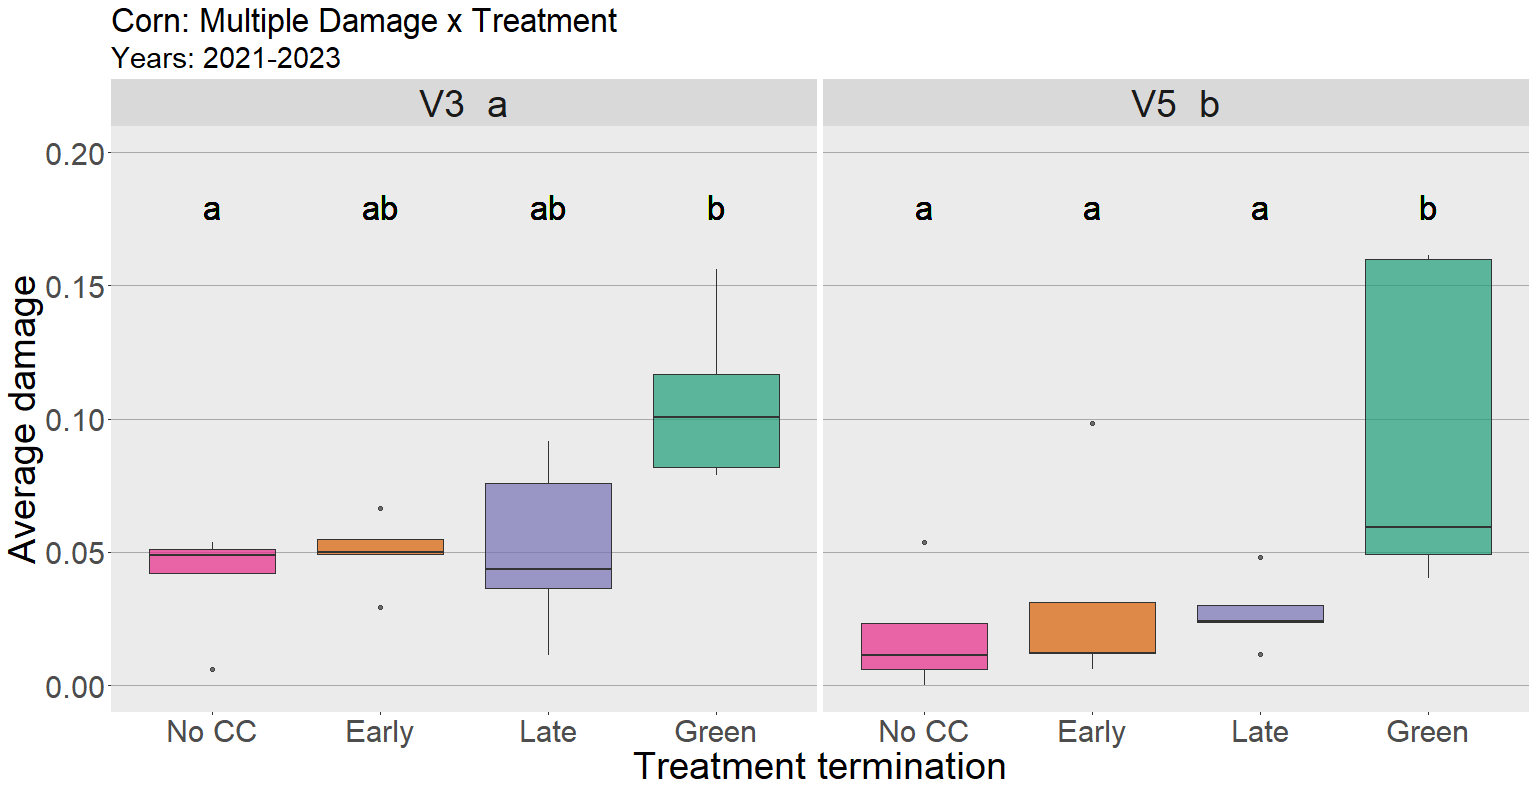 Corn: Multiple Damage x Treatment
Years: 2021-2023
V3 a
V5 b
0.20
0.15
0.10
0.05
0.00
Average damage
a ab ab b
a a a b
No CC Early Late Green
No CC Early Late Green
Treatment termination